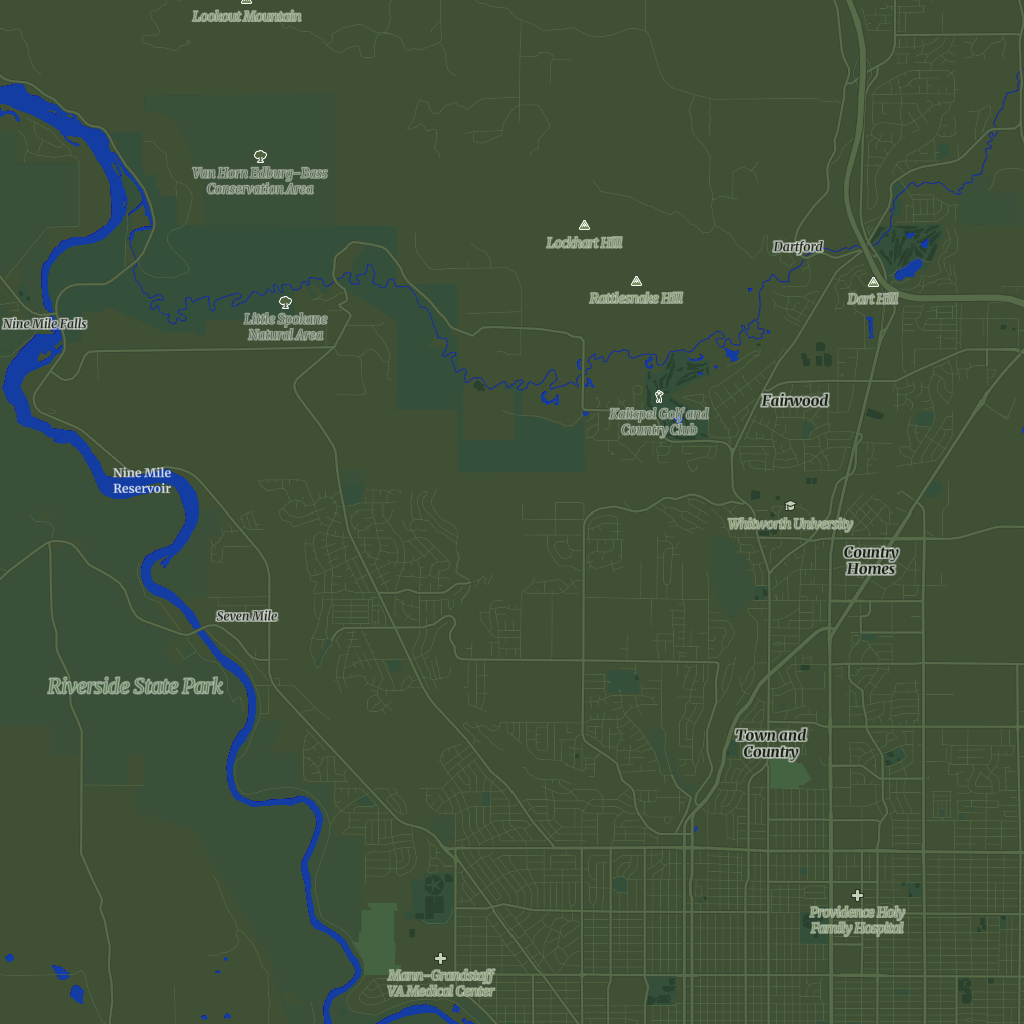 Lookout Mountain
Van Horn Edburg-Bass
Conservation Area
Lockhart Hill
Dartford
Rattlesnake Hill
Dart Hill
Nine Mile Falls
Little Spokane
Natural Area
Fairwood
Kalispel Golf and
Country Club
Nine Mile
Reservoir
Whitworth University
Country
Homes
Seven Mile
Riverside State Park
Town and
Country
Providence Holy
Family Hospital
Mann-Grandstaff
VA Medical Center